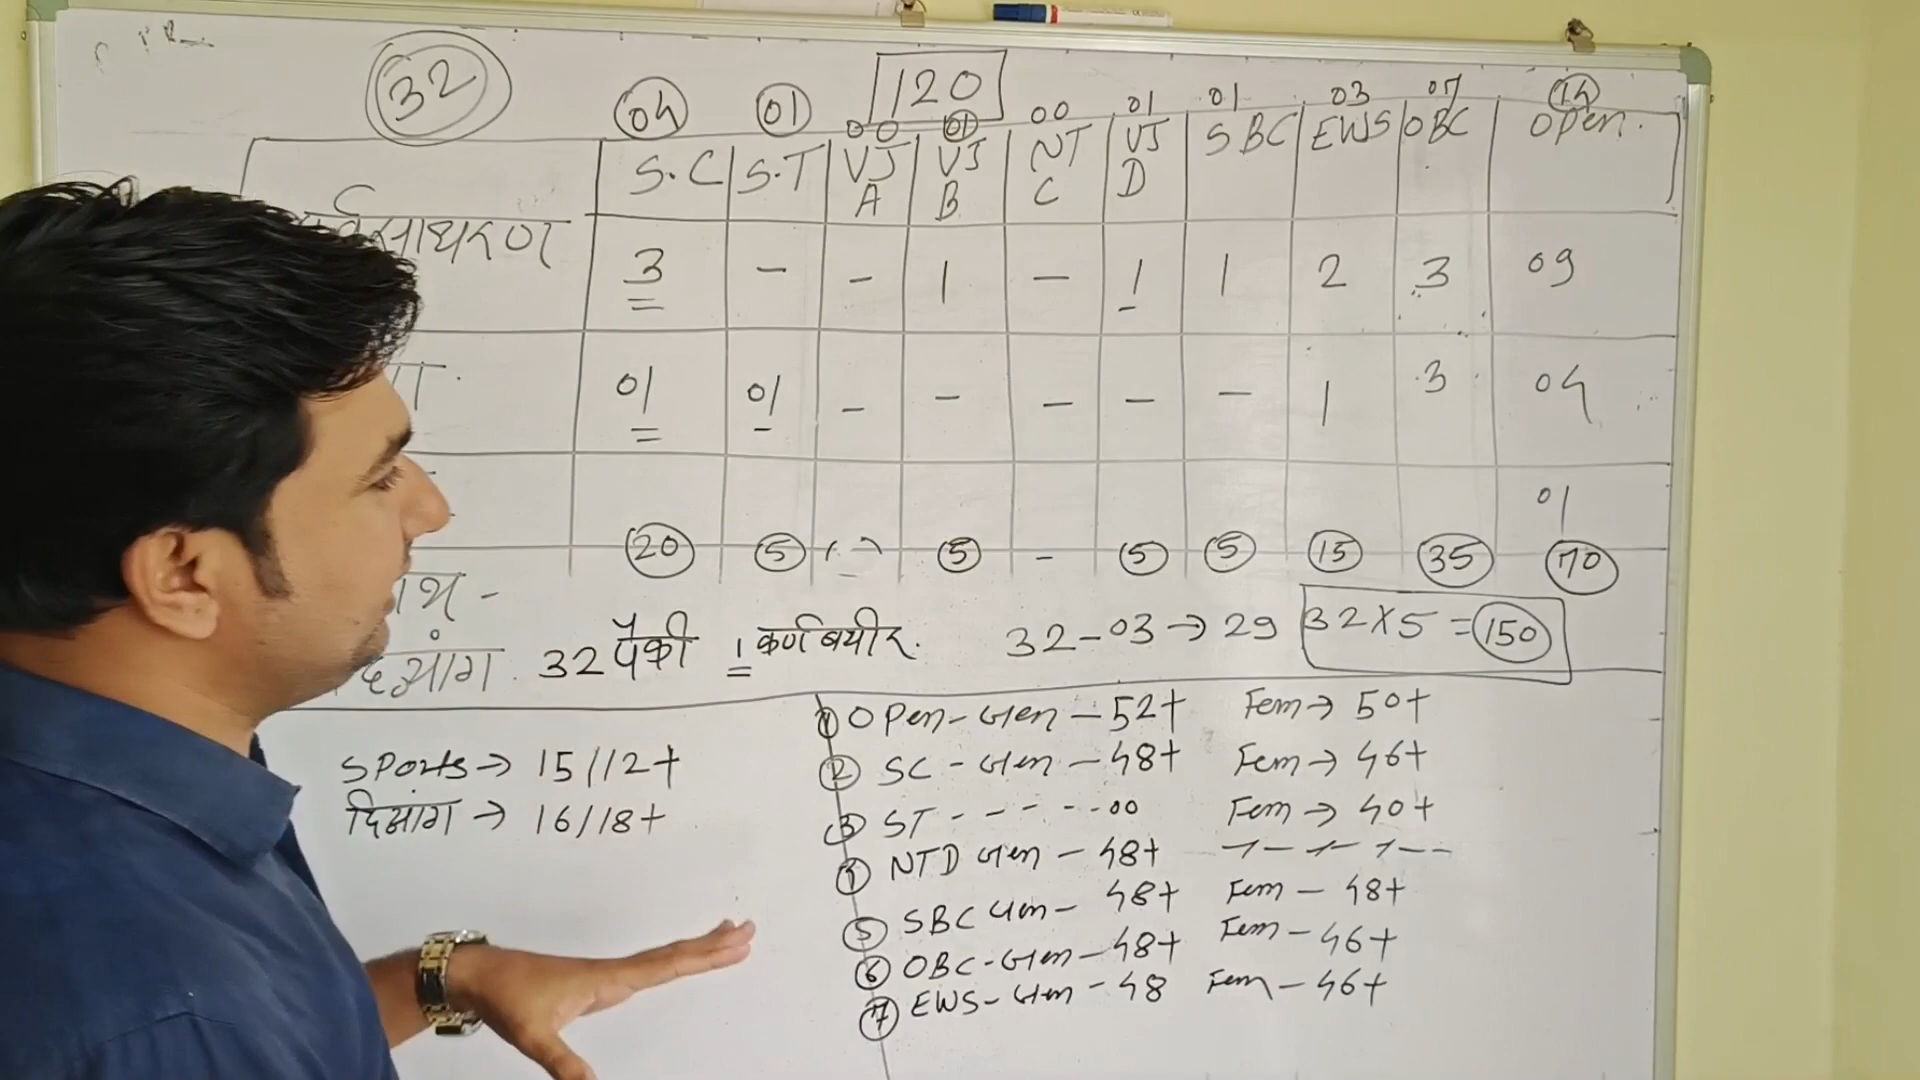 32 04 01 120 00 01 00 01 01 03 07 14
S.C S.T VJ A VJ B NT C VJ D SBC EWS OBC Open.
3 - - 1 - 1 1 2 3 09
01 01 - - - - - 1 3 04
01
20 5 5 - 5 5 15 35 70
32 पैकी 1 कर्णबधीर. 32-03→29 32X5=150
Sports→ 15//12+
दिव्यांग → 16/18+
① Open-Gen-52+ Fem→ 50+
② SC-Gen-48+ Fem→ 46+
③ ST------00 Fem→ 40+
④ NTD Gen-48+
⑤ SBC Gen- 48+ Fem-48+
⑥ OBC-Gen-48+ Fem-46+
⑦ EWS-Gen-48 Fem-46+